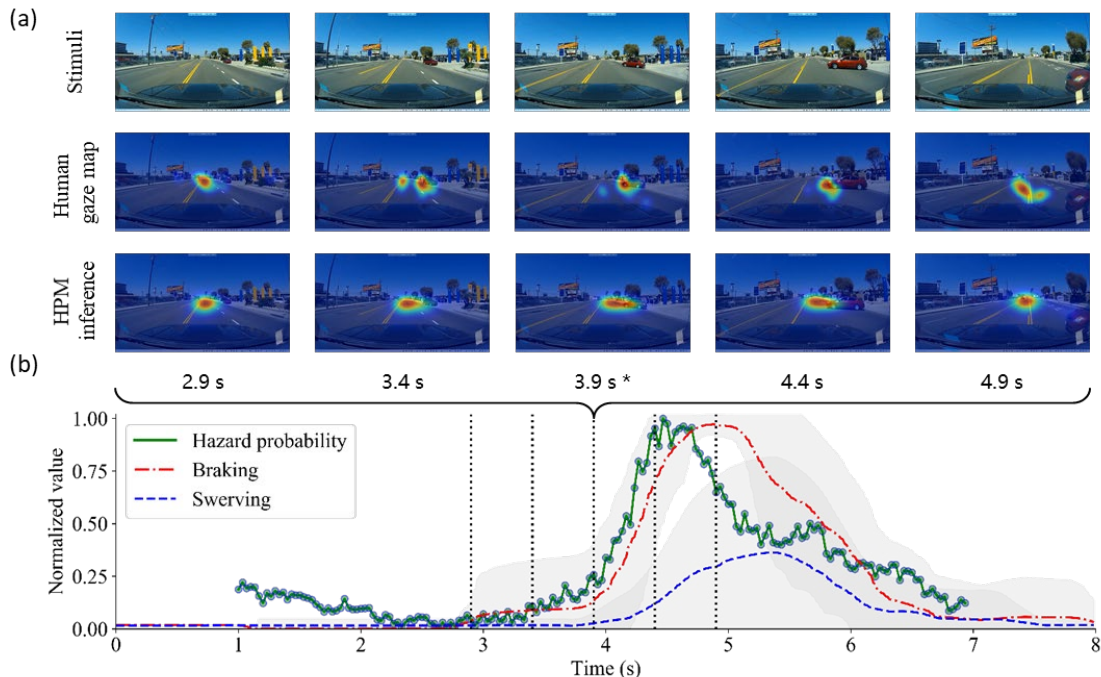 (a)
Stimuli
Human
gaze map
HPM
inference
(b)
2.9 s
3.4 s
3.9 s *
4.4 s
4.9 s
Normalized value
1.00
0.75
0.50
0.25
0.00
Hazard probability
Braking
Swerving
0
1
2
3
4
5
6
7
8
Time (s)